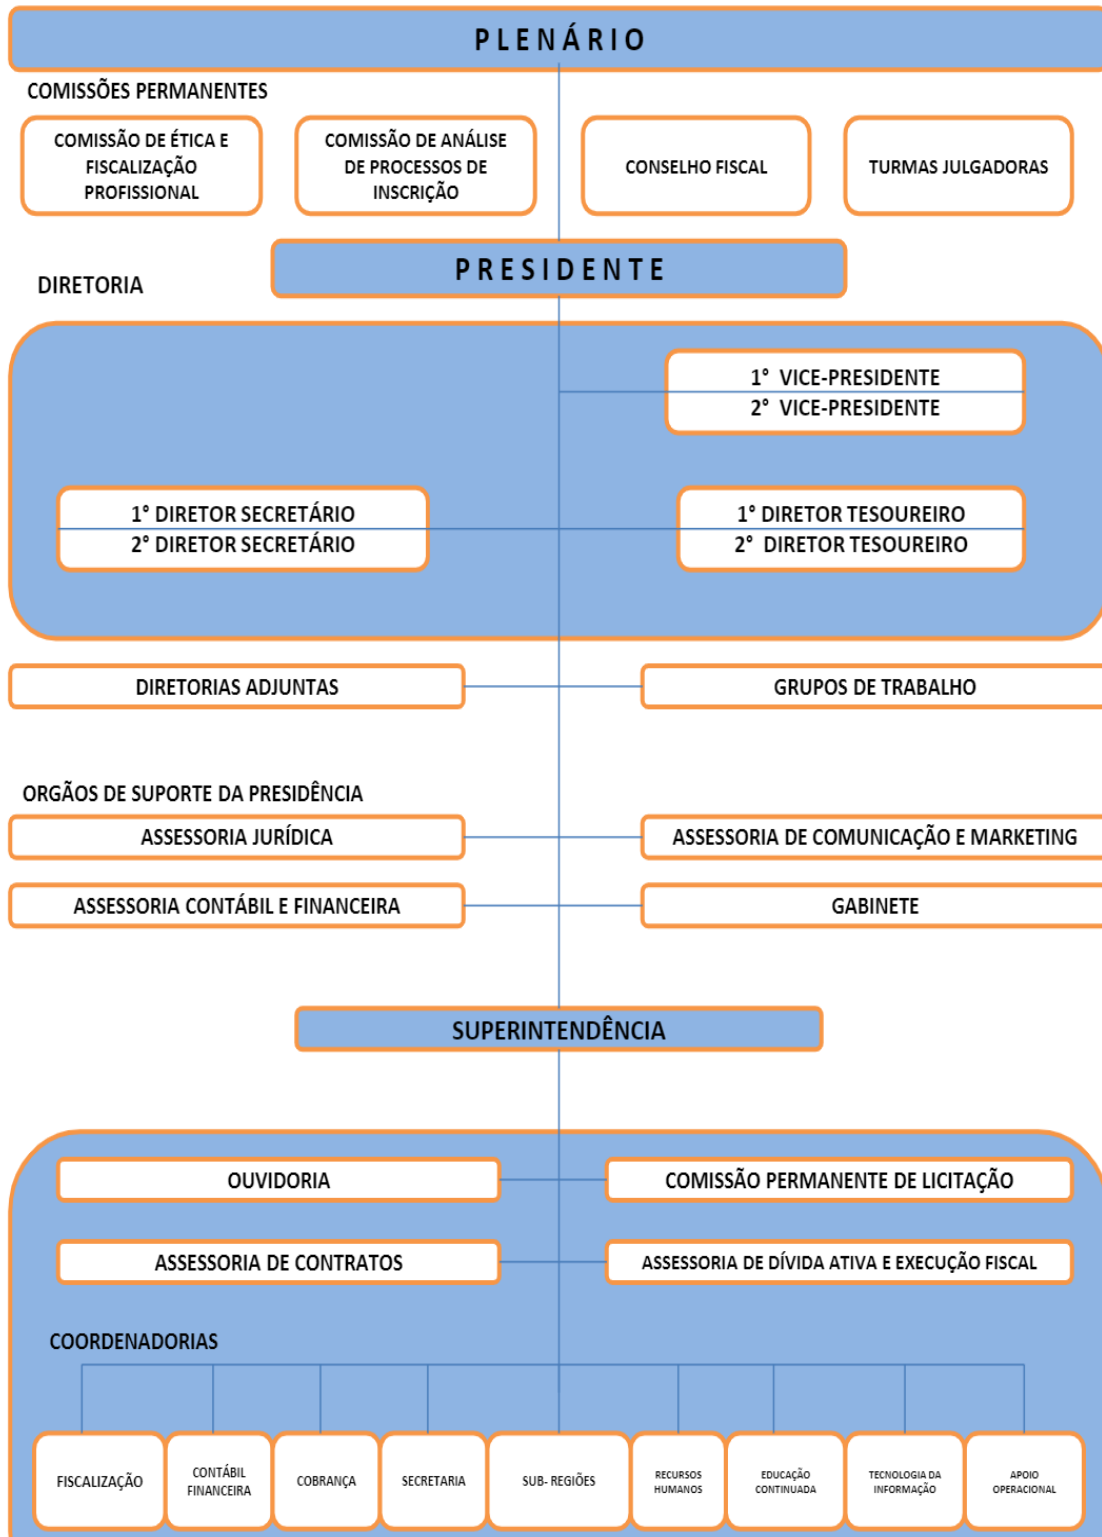 PLENÁRIO
COMISSÕES PERMANENTES
COMISSÃO DE ÉTICA E
FISCALIZAÇÃO
PROFISSIONAL
COMISSÃO DE ANÁLISE
DE PROCESSOS DE
INSCRIÇÃO
CONSELHO FISCAL
TURMAS JULGADORAS
PRESIDENTE
DIRETORIA
1° VICE-PRESIDENTE
2° VICE-PRESIDENTE
1° DIRETOR SECRETÁRIO
2° DIRETOR SECRETÁRIO
1° DIRETOR TESOUREIRO
2° DIRETOR TESOUREIRO
DIRETORIAS ADJUNTAS
GRUPOS DE TRABALHO
ORGÃOS DE SUPORTE DA PRESIDÊNCIA
ASSESSORIA JURÍDICA
ASSESSORIA DE COMUNICAÇÃO E MARKETING
ASSESSORIA CONTÁBIL E FINANCEIRA
GABINETE
SUPERINTENDÊNCIA
OUVIDORIA
COMISSÃO PERMANENTE DE LICITAÇÃO
ASSESSORIA DE CONTRATOS
ASSESSORIA DE DÍVIDA ATIVA E EXECUÇÃO FISCAL
COORDENADORIAS
FISCALIZAÇÃO
CONTÁBIL
FINANCEIRA
COBRANÇA
SECRETARIA
SUB- REGIÕES
RECURSOS
HUMANOS
EDUCAÇÃO
CONTINUADA
TECNOLOGIA DA
INFORMAÇÃO
APOIO
OPERACIONAL